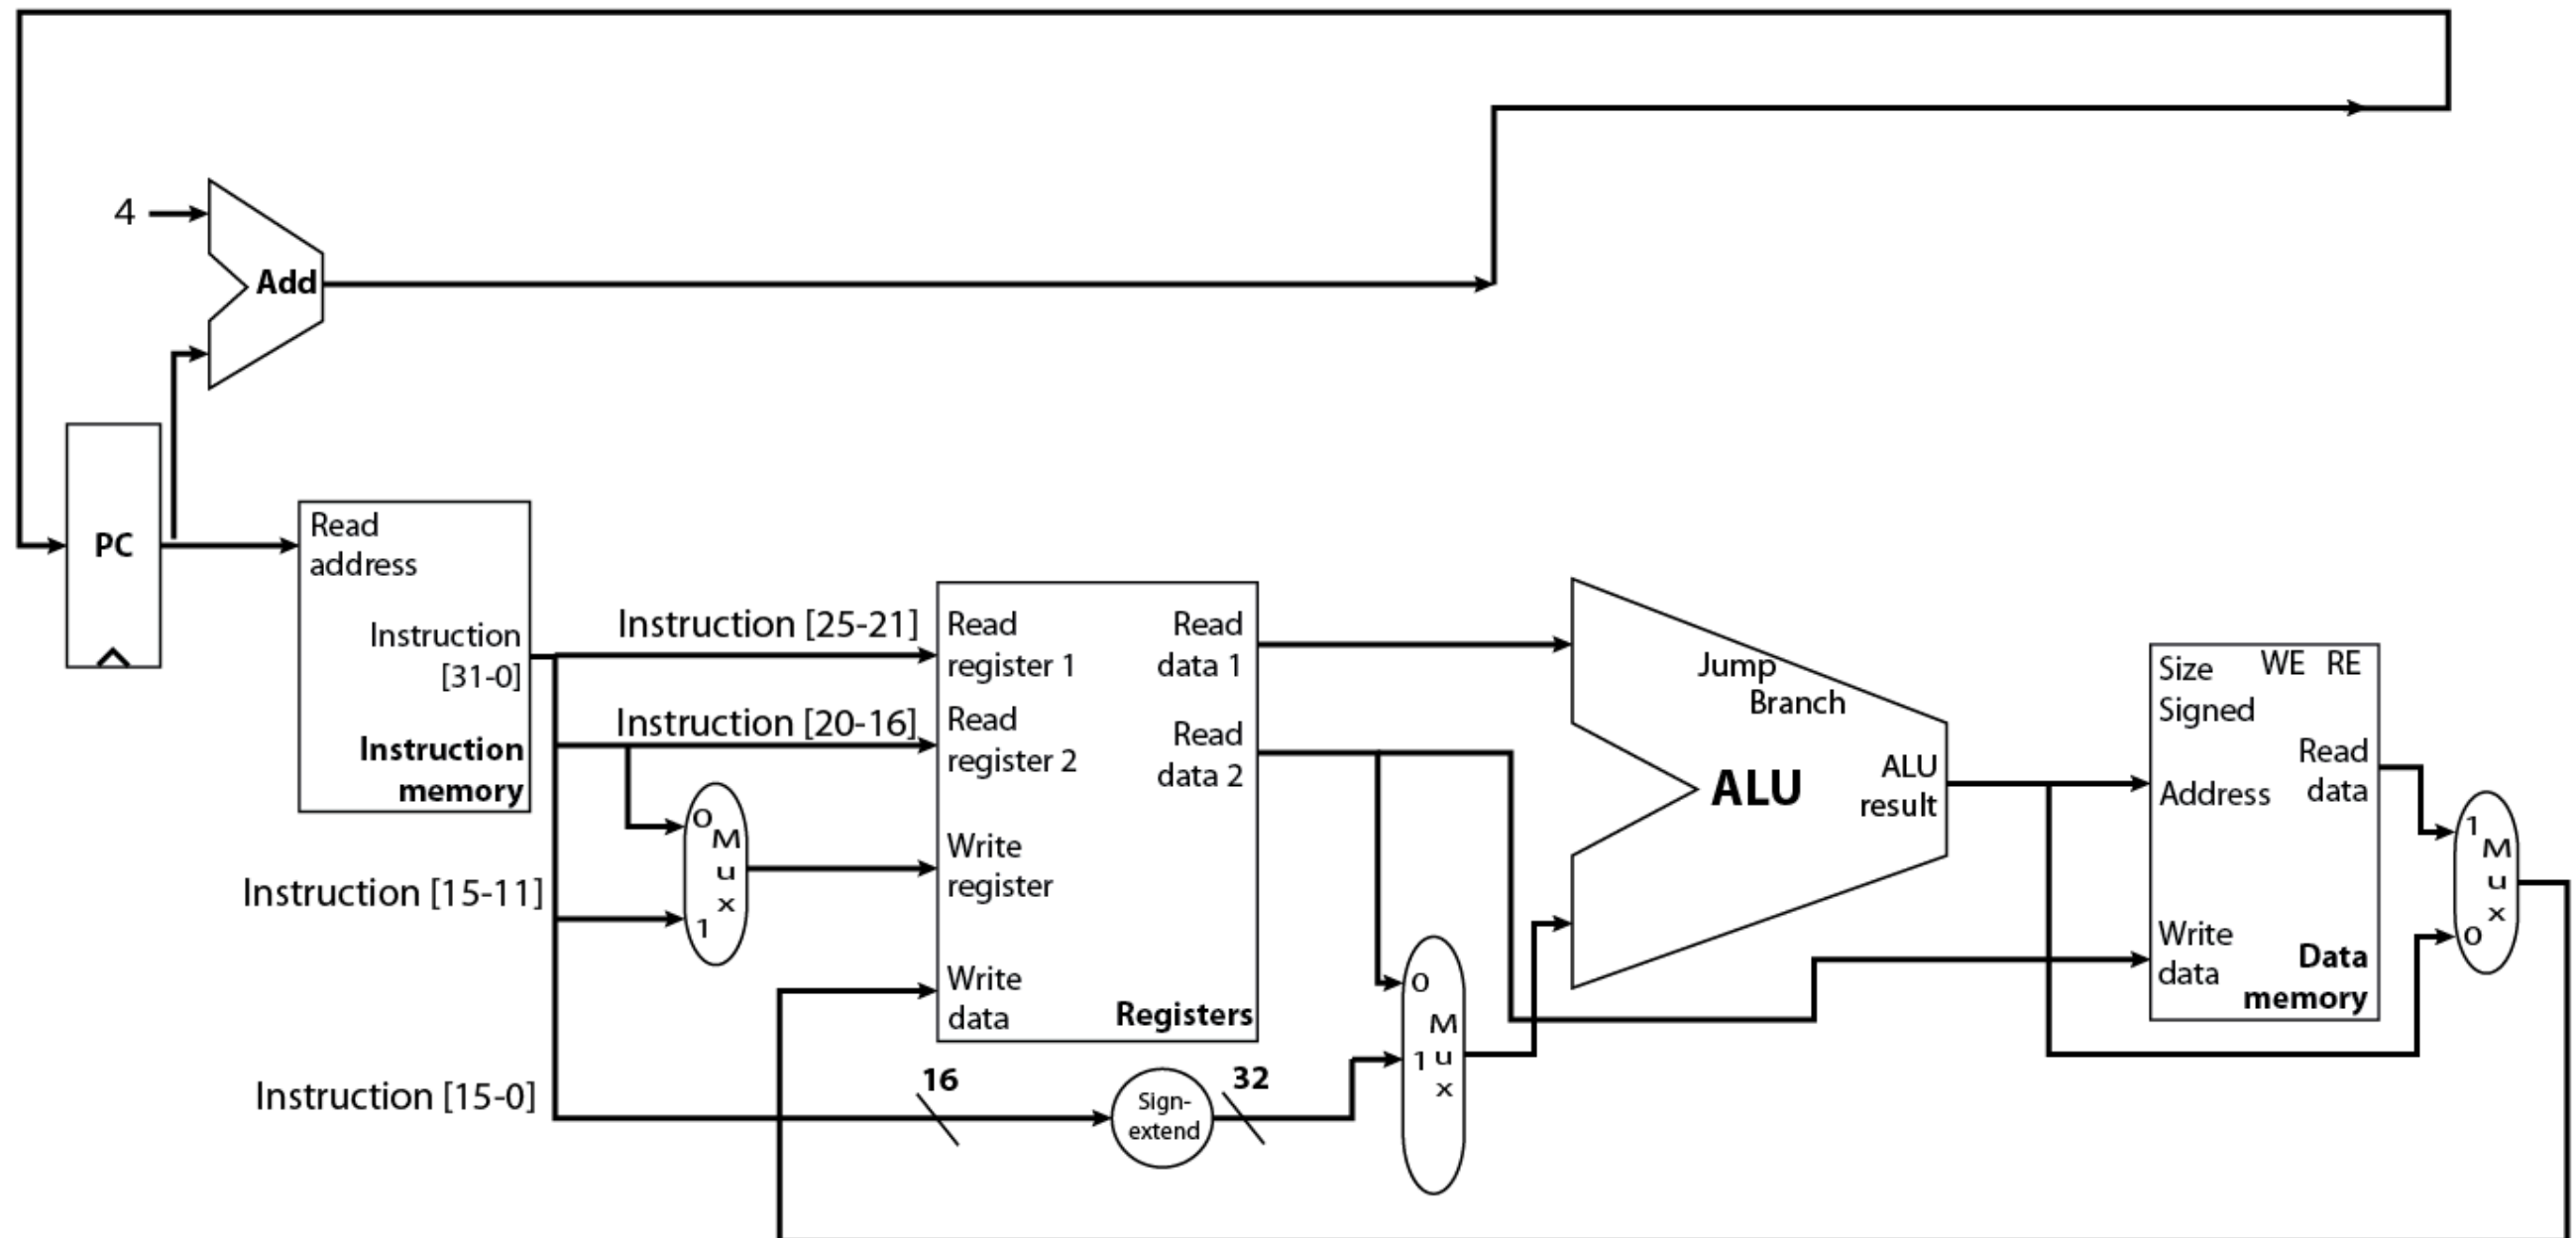 4
Add
PC
Read
address
Instruction
[31-0]
Instruction
memory
Instruction [25-21]
Instruction [20-16]
Instruction [15-11]
Instruction [15-0]
0
M
u
x
1
Read
register 1
Read
register 2
Write
register
Write
data
Read
data 1
Read
data 2
Registers
16
Sign-
extend
32
0
M
1 u
x
Jump
Branch
ALU
ALU
result
Size WE RE
Signed
Read
data
Address
Write
data
Data
memory
1
M
u
x
0